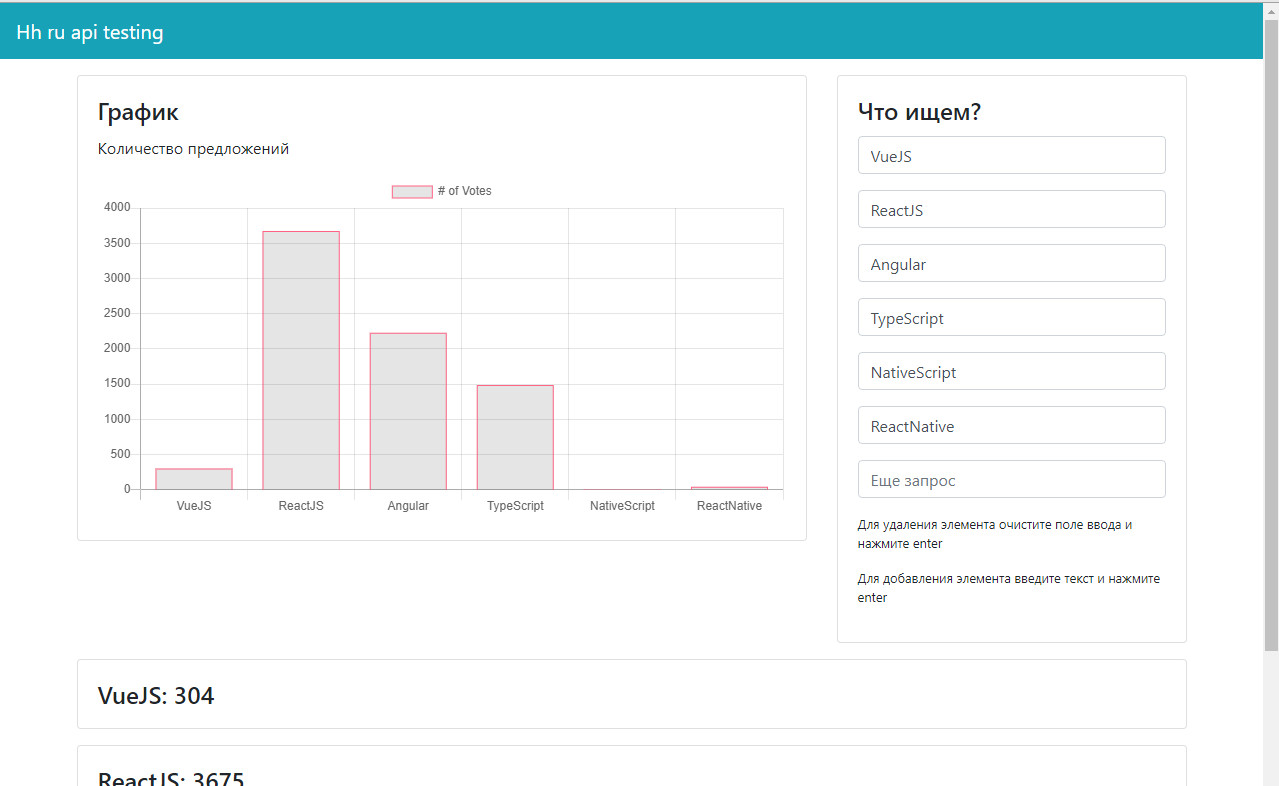 Hh ru api testing
График
Количество предложений
# of Votes
4000
3500
3000
2500
2000
1500
1000
500
0
VueJS ReactJS Angular TypeScript NativeScript ReactNative
Что ищем?
VueJS
ReactJS
Angular
TypeScript
NativeScript
ReactNative
Еще запрос
Для удаления элемента очистите поле ввода и
нажмите enter
Для добавления элемента введите текст и нажмите
enter
VueJS: 304
ReactJS: 3675